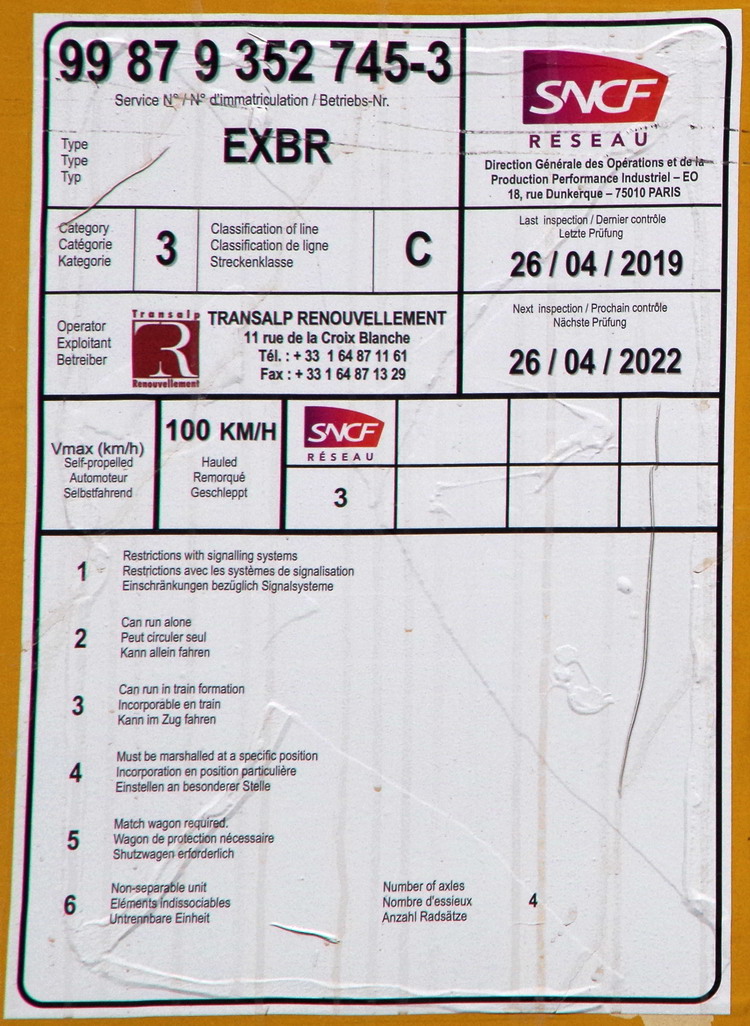 99 87 9 352 745-3
Service N° / N° d'immatriculation / Betriebs-Nr.
Type
Type
Typ
EXBR
SNCF
RÉSEAU
Direction Générale des Opérations et de la
Production Performance Industriel – EO
18, rue Dunkerque – 75010 PARIS
Category
Catégorie
Kategorie
3
Classification of line
Classification de ligne
Streckenklasse
C
Last inspection / Dernier contrôle
Letzte Prüfung
26 / 04 / 2019
Operator
Exploitant
Betreiber
Transalp
R
Renouvellement
TRANSALP RENOUVELLEMENT
11 rue de la Croix Blanche
Tél. : + 33 1 64 87 11 61
Fax : + 33 1 64 87 13 29
Next inspection / Prochain contrôle
Nächste Prüfung
26 / 04 / 2022
Vmax (km/h)
Self-propelled
Automoteur
Selbstfahrend
100 KM/H
Hauled
Remorqué
Geschleppt
SNCF
RÉSEAU
3
1
Restrictions with signalling systems
Restrictions avec les systèmes de signalisation
Einschränkungen bezüglich Signalsysteme
2
Can run alone
Peut circuler seul
Kann allein fahren
3
Can run in train formation
Incorporable en train
Kann im Zug fahren
4
Must be marshalled at a specific position
Incorporation en position particulière
Einstellen an besonderer Stelle
5
Match wagon required.
Wagon de protection nécessaire
Shutzwagen erforderlich
6
Non-separable unit
Eléments indissociables
Untrennbare Einheit
Number of axles
Nombre d'essieux
Anzahl Radsätze
4